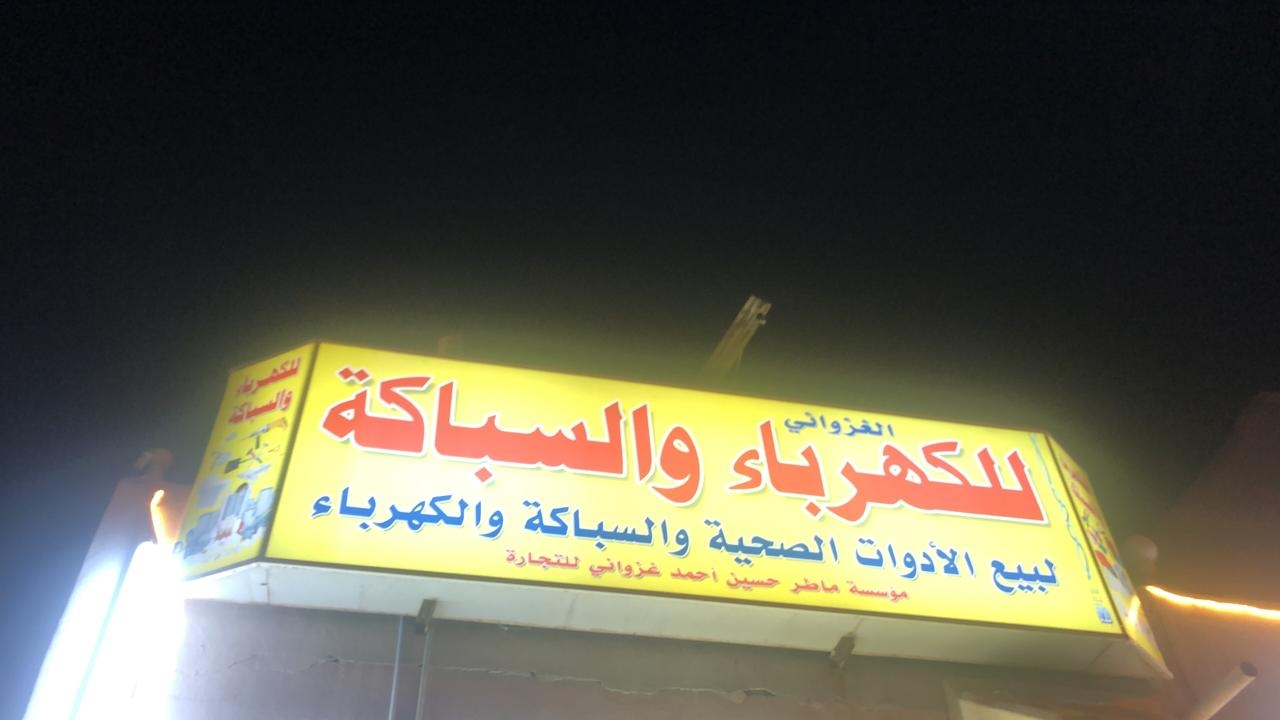 الغزواني
للكهرباء والسباكة
لبيع الأدوات الصحية والسباكة والكهرباء
مؤسسة ماطر حسين أحمد غزواني للتجارة
للكهرباء
والسباكة